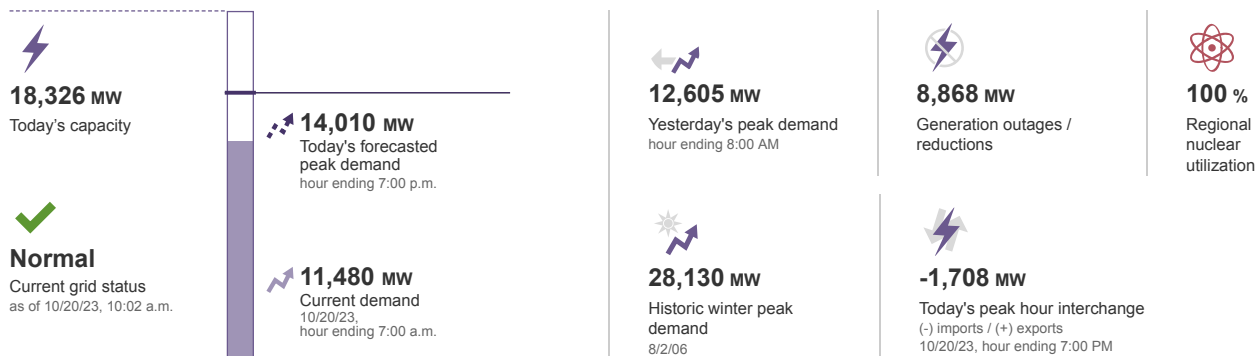 18,326 MW
Today's capacity
14,010 MW
Today's forecasted
peak demand
hour ending 7:00 p.m.
Normal
Current grid status
as of 10/20/23, 10:02 a.m.
11,480 MW
Current demand
10/20/23,
hour ending 7:00 a.m.
12,605 MW
Yesterday's peak demand
hour ending 8:00 AM
8,868 MW
Generation outages /
reductions
100 %
Regional
nuclear
utilization
28,130 MW
Historic winter peak
demand
8/2/06
-1,708 MW
Today's peak hour interchange
(-) imports / (+) exports
10/20/23, hour ending 7:00 PM